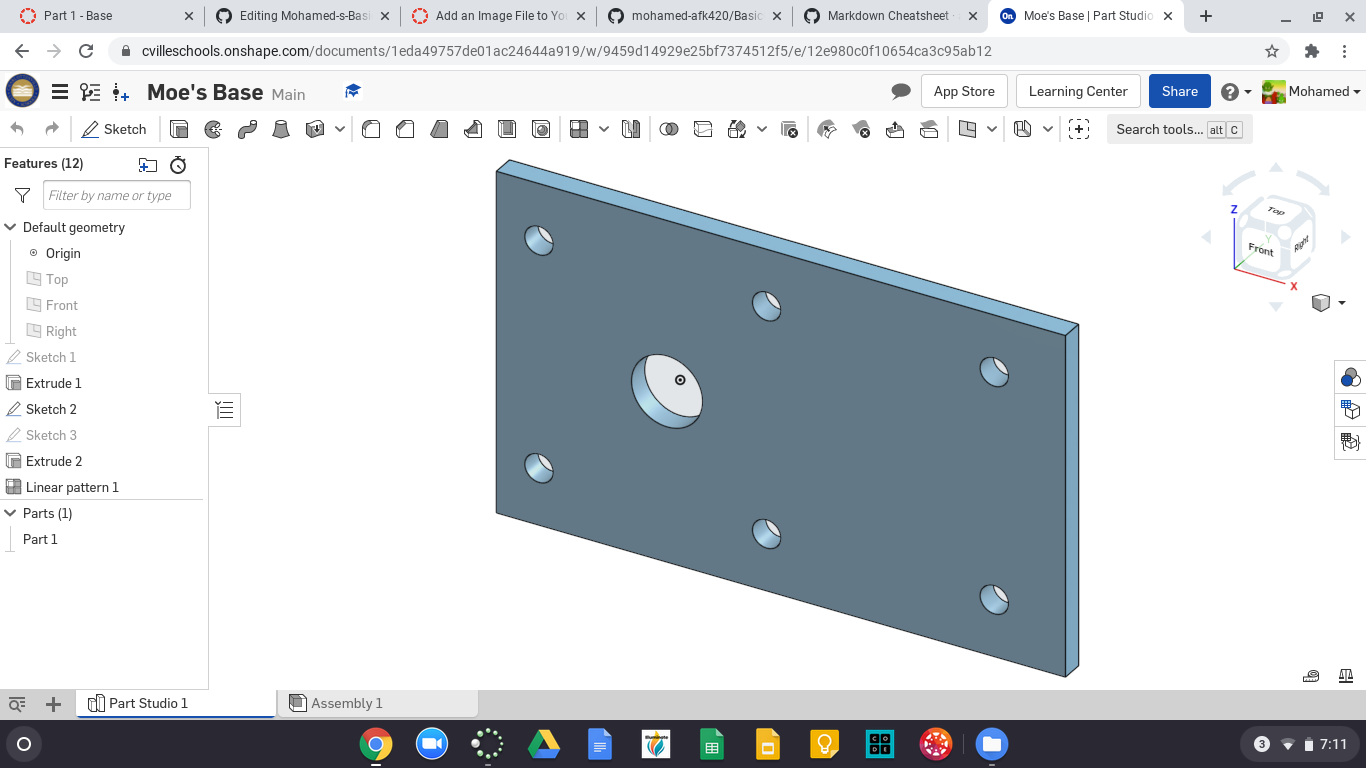 Part 1 - Base
Editing Mohamed-s-Basi
Add an Image File to Yo
mohamed-afk420/Basic
Markdown Cheatsheet ·
On Moe's Base | Part Studio
cvilleschools.onshape.com/documents/1eda49757de01ac24644a919/w/9459d14929e25bf7374512f5/e/12e980c0f10654ca3c95ab12
Moe's Base Main
App Store
Learning Center
Share
Mohamed
Sketch
Search tools... alt C
Features (12)
Filter by name or type
Default geometry
Origin
Top
Front
Right
Sketch 1
Extrude 1
Sketch 2
Sketch 3
Extrude 2
Linear pattern 1
Parts (1)
Part 1
Z
Top
Y
Front
Right
X
Part Studio 1
Assembly 1
Illuminate
C O
D E
3
7:11